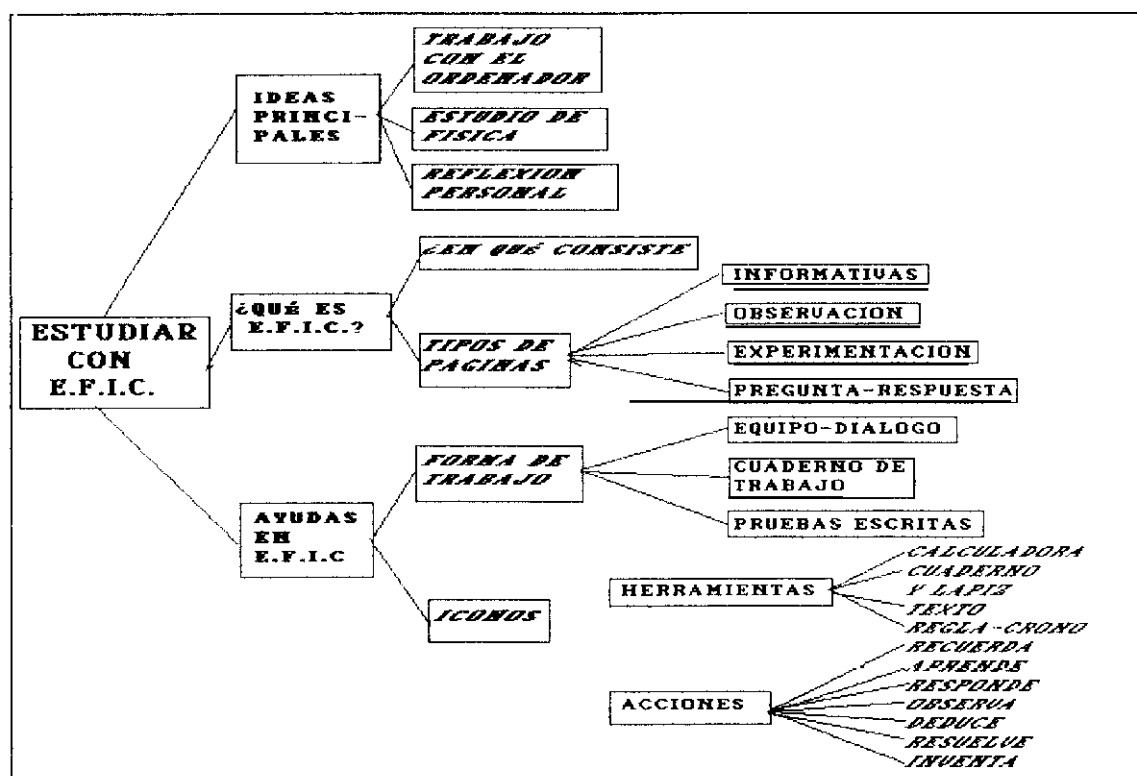 ESTUDIAR
CON
E.F.I.C.
IDEAS
PRINCI-
PALES
TRABAJO
CON EL
ORDENADOR
ESTUDIO DE
FISICA
REFLEXION
PERSONAL
¿QUÉ ES
E.F.I.C.?
¿EN QUÉ CONSISTE
TIPOS DE
PAGINAS
INFORMATIVAS
OBSERVACION
EXPERIMENTACION
PREGUNTA-RESPUESTA
AYUDAS
EN
E.F.I.C
FORMA DE
TRABAJO
EQUIPO-DIALOGO
CUADERNO DE
TRABAJO
PRUEBAS ESCRITAS
ICONOS
HERRAMIENTAS
CALCULADORA
CUADERNO
Y LAPIZ
TEXTO
REGLA-CRONO
ACCIONES
RECUERDA
APRENDE
RESPONDE
OBSERVA
DEDUCE
RESUELVE
INVENTA